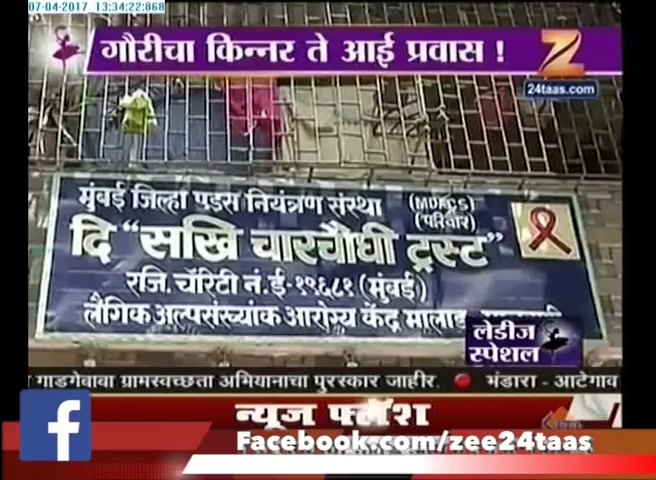 07-04-2017 13:34:22:868
गौरीचा किन्नर ते आई प्रवास !
24taas.com
मुंबई जिल्हा एड्स नियंत्रण संस्था
(परिवार)
दि "सखि चारचौघी ट्रस्ट"
रजि. चॅरिटी नं. ई-१९६८१ (मुंबई)
लैंगिक अल्पसंख्यांक आरोग्य केंद्र मालाड
लेडीज
स्पेशल
गाडगेबाबा ग्रामस्वच्छता अभियानाचा पुरस्कार जाहीर. भंडारा - आटेगाव
न्यूज फ्लॅश
Facebook.com/zee24taas